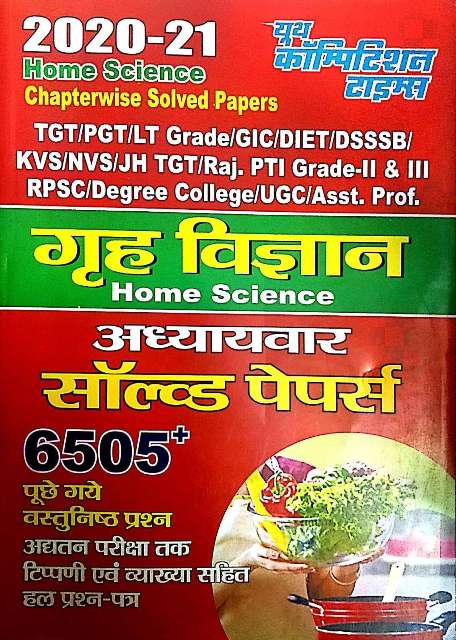 2020-21
Home Science
Chapterwise Solved Papers
यूथ
कॉम्पिटिशन
टाइम्स
TGT/PGT/LT Grade/GIC/DIET/DSSSB/
KVS/NVS/JH TGT/Raj. PTI Grade-II & III
RPSC/Degree College/UGC/Asst. Prof.
गृह विज्ञान
Home Science
अध्यायवार
सॉल्व्ड पेपर्स
6505+
पूछे गये
वस्तुनिष्ठ प्रश्न
अद्यतन परीक्षा तक
टिप्पणी एवं व्याख्या सहित
हल प्रश्न-पत्र